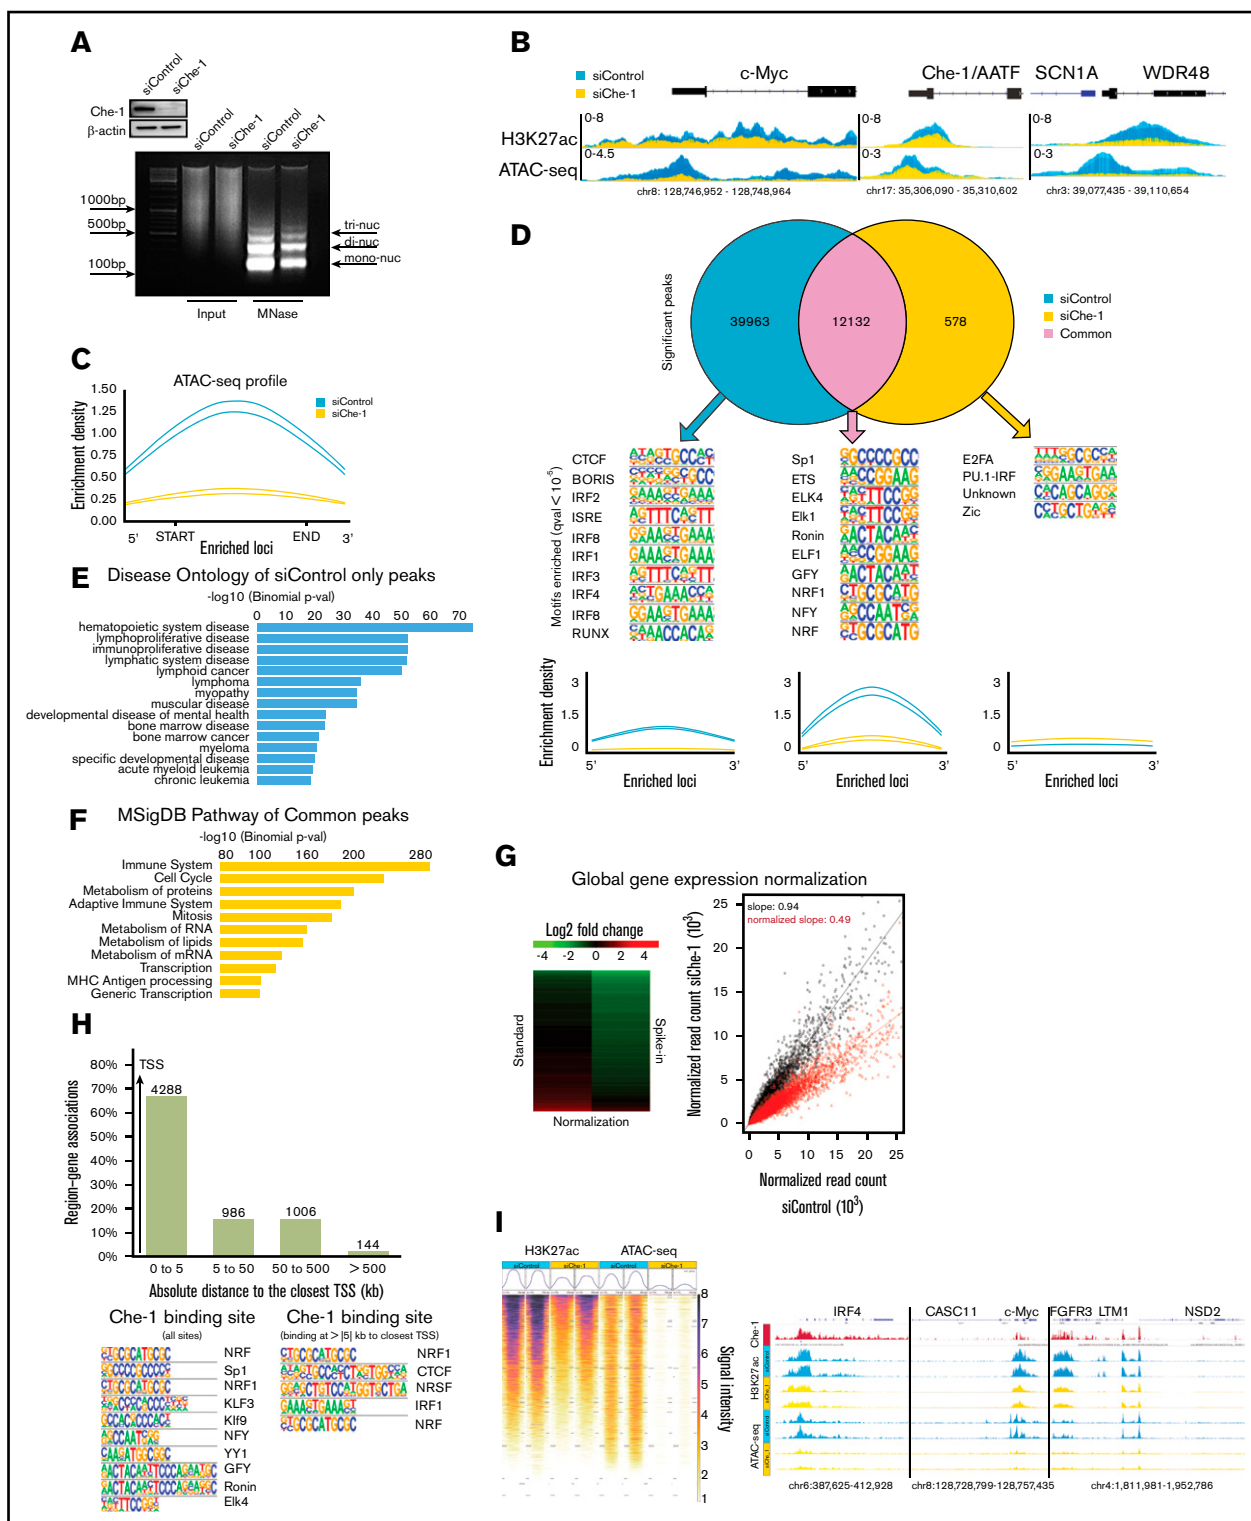 A
siControl
siChe-1
Che-1
β-actin
siControl
siChe-1
siControl
siChe-1
1000bp
500bp
100bp
tri-nuc
di-nuc
mono-nuc
Input
MNase
B
siControl
siChe-1
c-Myc
Che-1/AATF
SCN1A
WDR48
H3K27ac
0-8
0-8
0-8
ATAC-seq
0-4.5
0-3
0-3
chr8: 128,746,952 - 128,748,964
chr17: 35,306,090 - 35,310,602
chr3: 39,077,435 - 39,110,654
C
ATAC-seq profile
siControl
siChe-1
Enrichment density
1.50
1.25
1.00
0.75
0.50
0.25
0.00
5'
START
END
3'
Enriched loci
D
Significant peaks
39963
12132
578
siControl
siChe-1
Common
Motifs enriched (qval < 10⁻⁵)
CTCF
BORIS
IRF2
ISRE
IRF8
IRF1
IRF3
IRF4
IRF8
RUNX
Sp1
ETS
ELK4
Elk1
Ronin
ELF1
GFY
NRF1
NFY
NRF
E2FA
PU.1-IRF
Unknown
Zic
Enrichment density
3
1.5
0
5'
3'
Enriched loci
3
1.5
0
5'
3'
Enriched loci
3
1.5
0
5'
3'
Enriched loci
E
Disease Ontology of siControl only peaks
-log10 (Binomial p-val)
0 10 20 30 40 50 60 70
hematopoietic system disease
lymphoproliferative disease
immunoproliferative disease
lymphatic system disease
lymphoid cancer
lymphoma
myopathy
muscular disease
developmental disease of mental health
bone marrow disease
bone marrow cancer
myeloma
specific developmental disease
acute myeloid leukemia
chronic leukemia
F
MSigDB Pathway of Common peaks
-log10 (Binomial p-val)
80 100 160 200 280
Immune System
Cell Cycle
Metabolism of proteins
Adaptive Immune System
Mitosis
Metabolism of RNA
Metabolism of lipids
Metabolism of mRNA
Transcription
MHC Antigen processing
Generic Transcription
G
Global gene expression normalization
Log2 fold change
-4 -2 0 2 4
Standard
Spike-in
Normalization
slope: 0.94
normalized slope: 0.49
Normalized read count siChe-1 (10³)
25
20
15
10
5
0
0 5 10 15 20 25
Normalized read count
siControl (10³)
H
Region–gene associations
80%
70%
60%
50%
40%
30%
20%
10%
0%
TSS
4288
986
1006
144
0 to 5
5 to 50
50 to 500
> 500
Absolute distance to the closest TSS (kb)
Che-1 binding site
(all sites)
NRF
Sp1
NRF1
KLF3
Klf9
NFY
YY1
GFY
Ronin
Elk4
Che-1 binding site
(binding at > |5| kb to closest TSS)
NRF1
CTCF
NRSF
IRF1
NRF
I
H3K27ac
ATAC-seq
siControl
siChe-1
siControl
siChe-1
8
7
6
5
4
3
2
1
Signal intensity
IRF4
CASC11
c-Myc
FGFR3
LTM1
NSD2
Che-1
H3K27ac
siControl
siChe_1
ATAC-seq
siControl
siChe_1
chr6:387,625-412,928
chr8:128,728,799-128,757,435
chr4:1,811,981-1,952,786